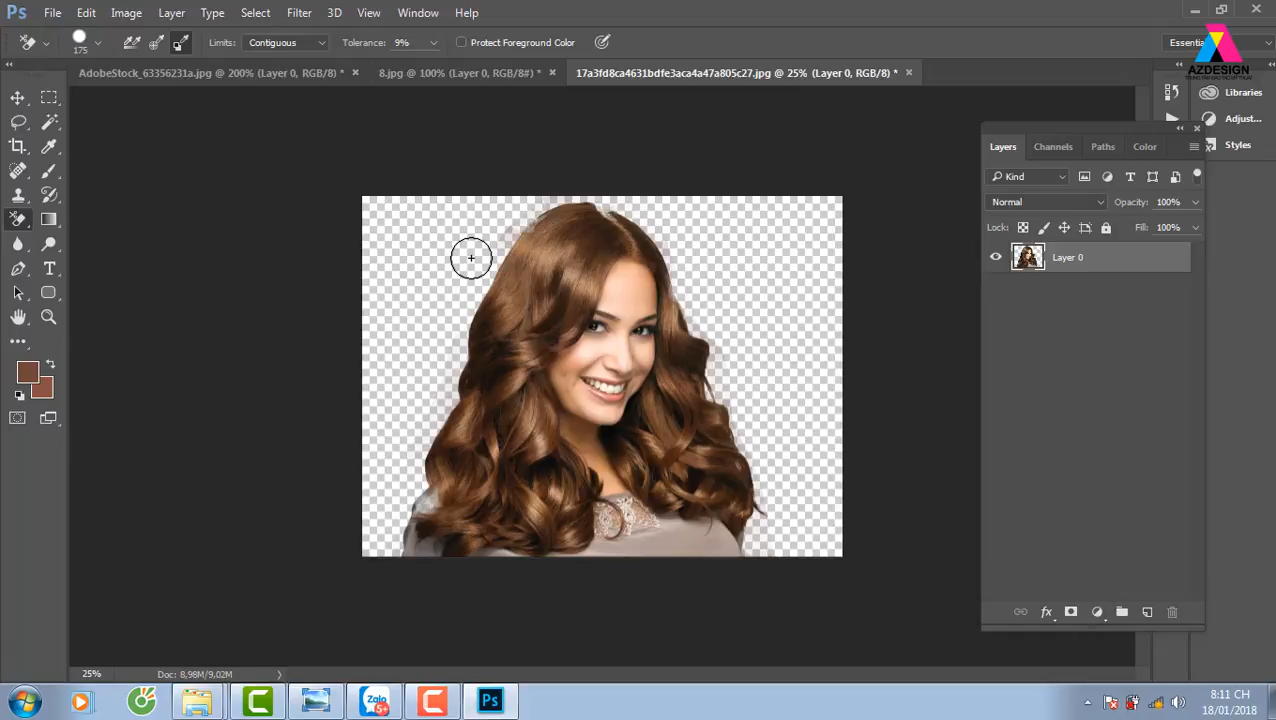 Ps File Edit Image Layer Type Select Filter 3D View Window Help
175 Limits: Contiguous Tolerance: 9% Protect Foreground Color
AZDESIGN
AdobeStock_63356231a.jpg @ 200% (Layer 0, RGB/8) * 8.jpg @ 100% (Layer 0, RGB/8#) * 17a3fd8ca4631bdfe3aca4a47a805c27.jpg @ 25% (Layer 0, RGB/8) *
Libraries
Adjust...
Styles
Layers Channels Paths Color
Kind
Normal Opacity: 100%
Lock: Fill: 100%
Layer 0
fx
25% Doc: 8,98M/9,02M
Zalo
5+
Ps
8:11 CH
18/01/2018